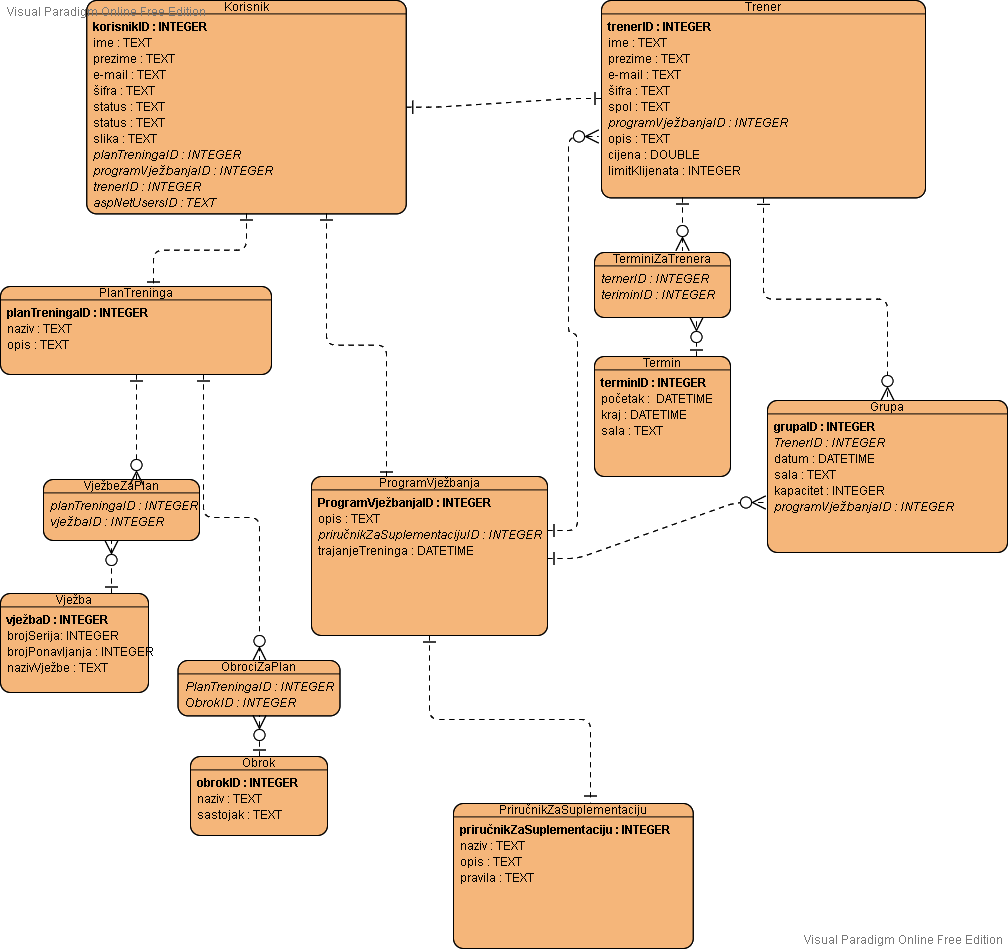 Visual Paradigm Online Free Edition
Korisnik
korisnikID : INTEGER
ime : TEXT
prezime : TEXT
e-mail : TEXT
šifra : TEXT
status : TEXT
status : TEXT
slika : TEXT
planTreningaID : INTEGER
programVježbanjaID : INTEGER
trenerID : INTEGER
aspNetUsersID : TEXT
Trener
trenerID : INTEGER
ime : TEXT
prezime : TEXT
e-mail : TEXT
šifra : TEXT
spol : TEXT
programVježbanjaID : INTEGER
opis : TEXT
cijena : DOUBLE
limitKlijenata : INTEGER
TerminiZaTrenera
ternerID : INTEGER
teriminID : INTEGER
PlanTreninga
planTreningaID : INTEGER
naziv : TEXT
opis : TEXT
Termin
terminID : INTEGER
početak : DATETIME
kraj : DATETIME
sala : TEXT
Grupa
grupaID : INTEGER
TrenerID : INTEGER
datum : DATETIME
sala : TEXT
kapacitet : INTEGER
programVježbanjaID : INTEGER
VježbeZaPlan
planTreningaID : INTEGER
vježbaID : INTEGER
ProgramVježbanja
ProgramVježbanjaID : INTEGER
opis : TEXT
priručnikZaSuplementacijuID : INTEGER
trajanjeTreninga : DATETIME
Vježba
vježbaD : INTEGER
brojSerija: INTEGER
brojPonavljanja : INTEGER
nazivVježbe : TEXT
ObrociZaPlan
PlanTreningaID : INTEGER
ObrokID : INTEGER
Obrok
obrokID : INTEGER
naziv : TEXT
sastojak : TEXT
PriručnikZaSuplementaciju
priručnikZaSuplementaciju : INTEGER
naziv : TEXT
opis : TEXT
pravila : TEXT
Visual Paradigm Online Free Edition